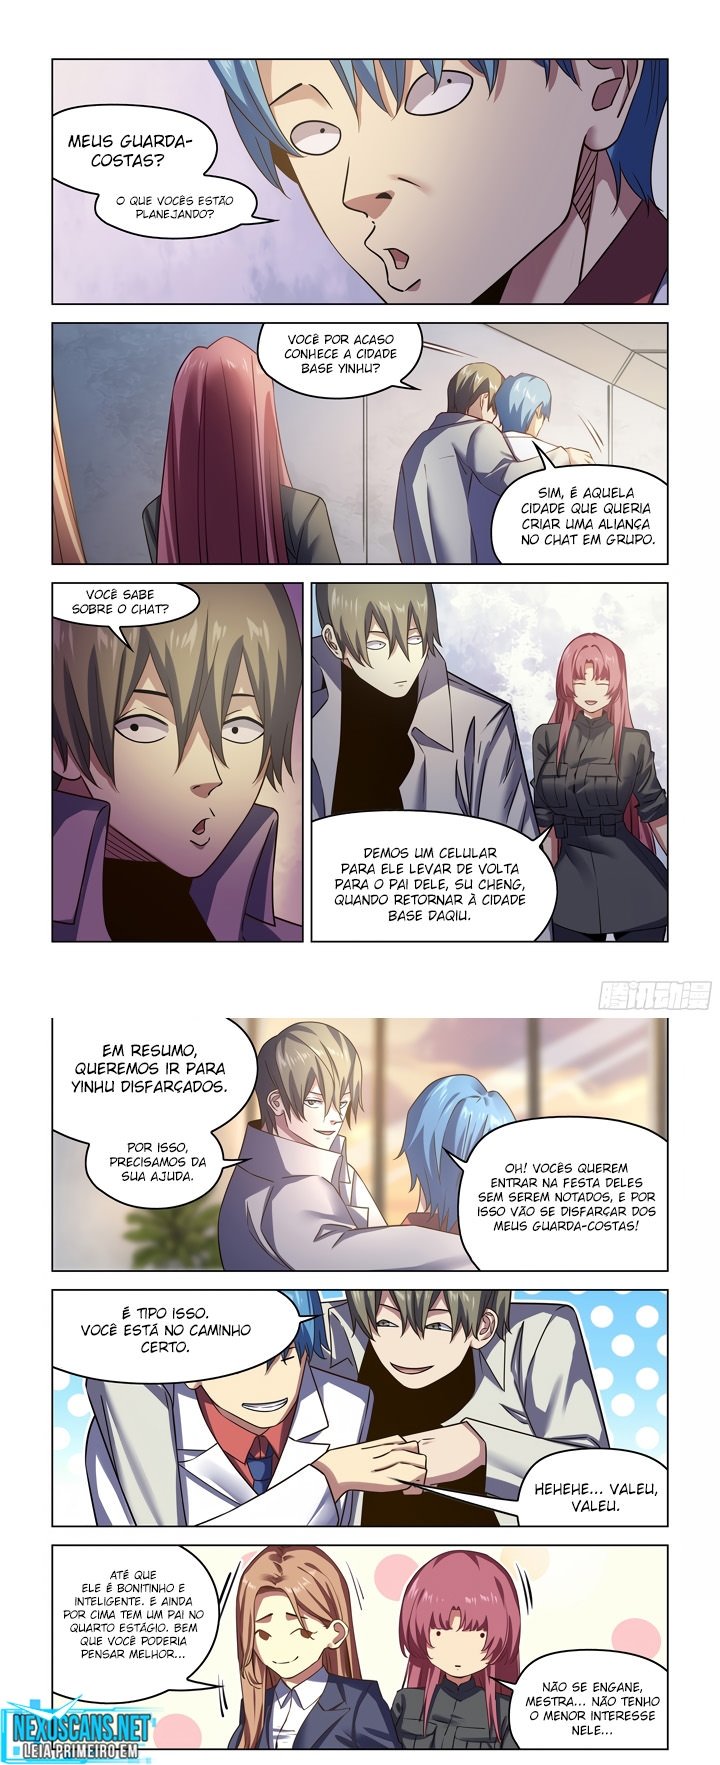 MEUS GUARDA-
COSTAS?
O QUE VOCÊS ESTÃO
PLANEJANDO?
VOCÊ POR ACASO
CONHECE A CIDADE
BASE YINHU?
SIM, É AQUELA
CIDADE QUE QUERIA
CRIAR UMA ALIANÇA
NO CHAT EM GRUPO.
VOCÊ SABE
SOBRE O CHAT?
DEMOS UM CELULAR
PARA ELE LEVAR DE VOLTA
PARA O PAI DELE, SU CHENG,
QUANDO RETORNAR À CIDADE
BASE DAQIU.
腾讯动漫
EM RESUMO,
QUEREMOS IR PARA
YINHU DISFARÇADOS.
POR ISSO,
PRECISAMOS DA
SUA AJUDA.
OH! VOCÊS QUEREM
ENTRAR NA FESTA DELES
SEM SEREM NOTADOS, E POR
ISSO VÃO SE DISFARÇAR DOS
MEUS GUARDA-COSTAS!
É TIPO ISSO.
VOCÊ ESTÁ NO CAMINHO
CERTO.
HEHEHE... VALEU,
VALEU.
ATÉ QUE
ELE É BONITINHO E
INTELIGENTE. E AINDA
POR CIMA TEM UM PAI NO
QUARTO ESTÁGIO. BEM
QUE VOCÊ PODERIA
PENSAR MELHOR...
NÃO SE ENGANE,
MESTRA... NÃO TENHO
O MENOR INTERESSE
NELE...
NEXOSCANS.NET
LEIA PRIMEIRO EM